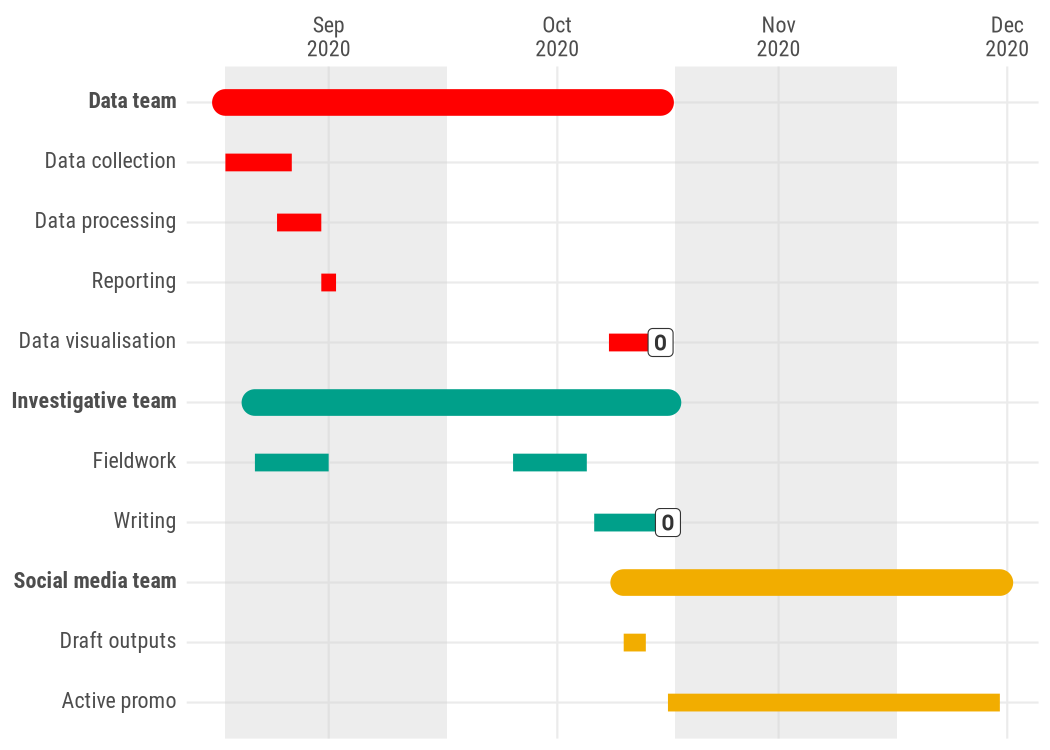 Sep Oct Nov Dec
2020 2020 2020 2020
Data team
Data collection
Data processing
Reporting
Data visualisation
0
Investigative team
Fieldwork
Writing
0
Social media team
Draft outputs
Active promo